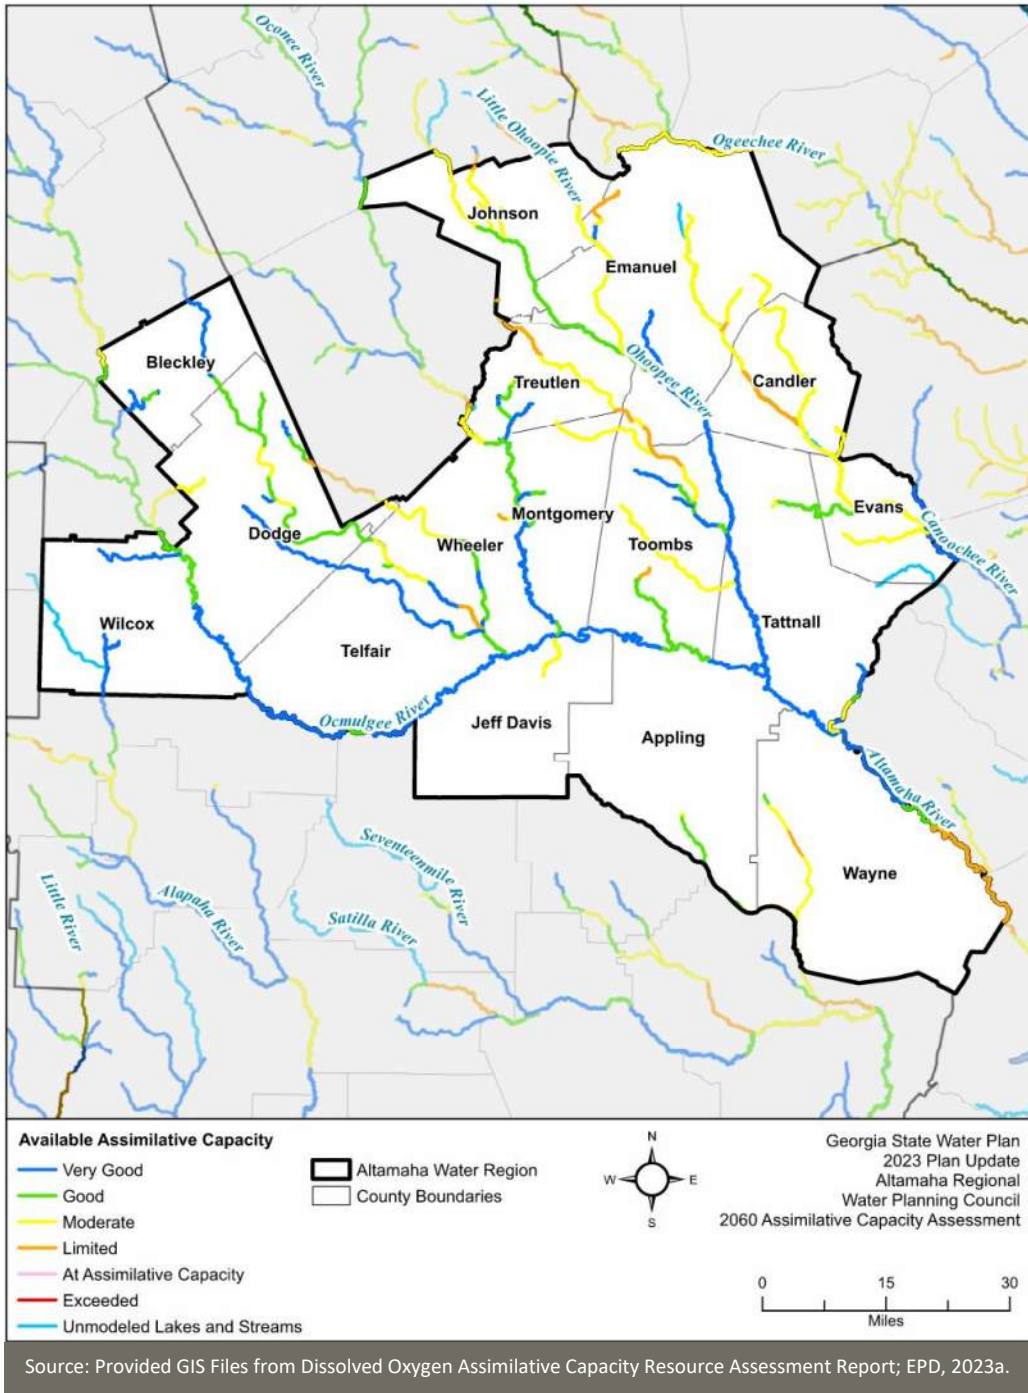 Oconee River
Little Ohoopie River
Ogeechee River
Johnson
Emanuel
Bleckley
Treutlen
Ohoopee River
Candler
Dodge
Wheeler
Montgomery
Toombs
Evans
Canoochee River
Wilcox
Telfair
Tattnall
Ocmulgee River
Jeff Davis
Appling
Altamaha River
Wayne
Seventeenmile River
Little River
Alapaha River
Satilla River
Available Assimilative Capacity
Very Good
Good
Moderate
Limited
At Assimilative Capacity
Exceeded
Unmodeled Lakes and Streams
Altamaha Water Region
County Boundaries
N
W
E
S
Georgia State Water Plan
2023 Plan Update
Altamaha Regional
Water Planning Council
2060 Assimilative Capacity Assessment
0 15 30
Miles
Source: Provided GIS Files from Dissolved Oxygen Assimilative Capacity Resource Assessment Report; EPD, 2023a.